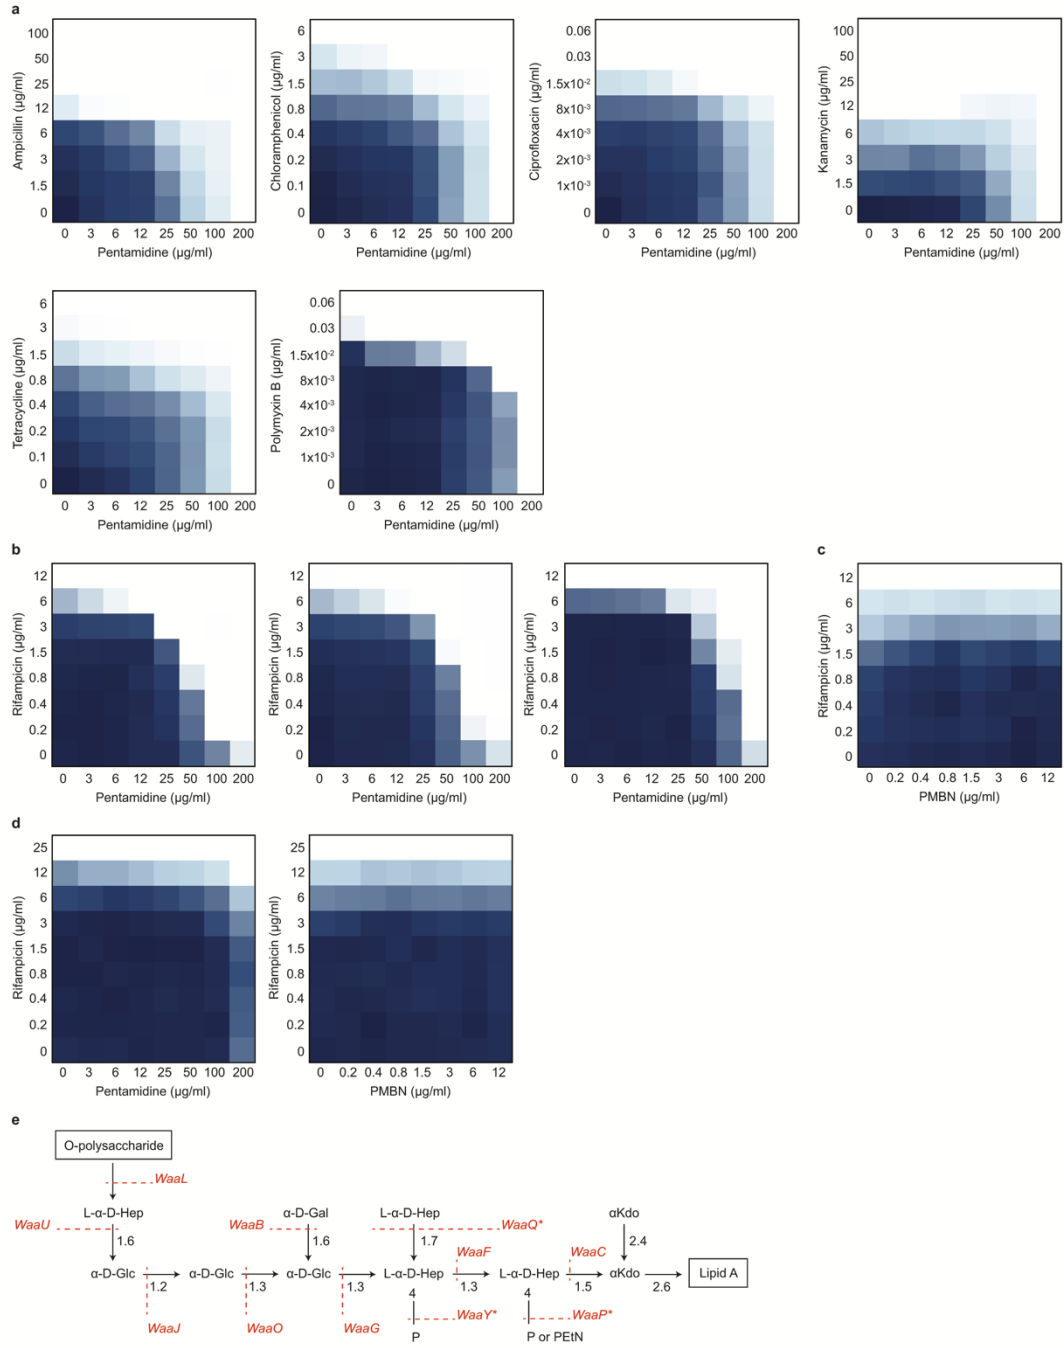 a
100
50
25
12
6
3
1.5
0
Ampicillin (µg/ml)
0 3 6 12 25 50 100 200
Pentamidine (µg/ml)
6
3
1.5
0.8
0.4
0.2
0.1
0
Chloramphenicol (µg/ml)
0 3 6 12 25 50 100 200
Pentamidine (µg/ml)
0.06
0.03
1.5x10⁻²
8x10⁻³
4x10⁻³
2x10⁻³
1x10⁻³
0
Ciprofloxacin (µg/ml)
0 3 6 12 25 50 100 200
Pentamidine (µg/ml)
100
50
25
12
6
3
1.5
0
Kanamycin (µg/ml)
0 3 6 12 25 50 100 200
Pentamidine (µg/ml)
6
3
1.5
0.8
0.4
0.2
0.1
0
Tetracycline (µg/ml)
0 3 6 12 25 50 100 200
Pentamidine (µg/ml)
0.06
0.03
1.5x10⁻²
8x10⁻³
4x10⁻³
2x10⁻³
1x10⁻³
0
Polymyxin B (µg/ml)
0 3 6 12 25 50 100 200
Pentamidine (µg/ml)
b
12
6
3
1.5
0.8
0.4
0.2
0
Rifampicin (µg/ml)
0 3 6 12 25 50 100 200
Pentamidine (µg/ml)
12
6
3
1.5
0.8
0.4
0.2
0
Rifampicin (µg/ml)
0 3 6 12 25 50 100 200
Pentamidine (µg/ml)
12
6
3
1.5
0.8
0.4
0.2
0
Rifampicin (µg/ml)
0 3 6 12 25 50 100 200
Pentamidine (µg/ml)
c
12
6
3
1.5
0.8
0.4
0.2
0
Rifampicin (µg/ml)
0 0.2 0.4 0.8 1.5 3 6 12
PMBN (µg/ml)
d
25
12
6
3
1.5
0.8
0.4
0.2
0
Rifampicin (µg/ml)
0 3 6 12 25 50 100 200
Pentamidine (µg/ml)
25
12
6
3
1.5
0.8
0.4
0.2
0
Rifampicin (µg/ml)
0 0.2 0.4 0.8 1.5 3 6 12
PMBN (µg/ml)
e
O-polysaccharide
WaaL
L-α-D-Hep α-D-Gal L-α-D-Hep αKdo
WaaU WaaB WaaQ*
1.6 1.6 1.7 2.4
WaaF WaaC
α-D-Glc α-D-Glc α-D-Glc L-α-D-Hep L-α-D-Hep αKdo Lipid A
1.2 1.3 1.3 1.3 1.5 2.6
4 4
WaaJ WaaO WaaG WaaY* WaaP*
P P or PEtN